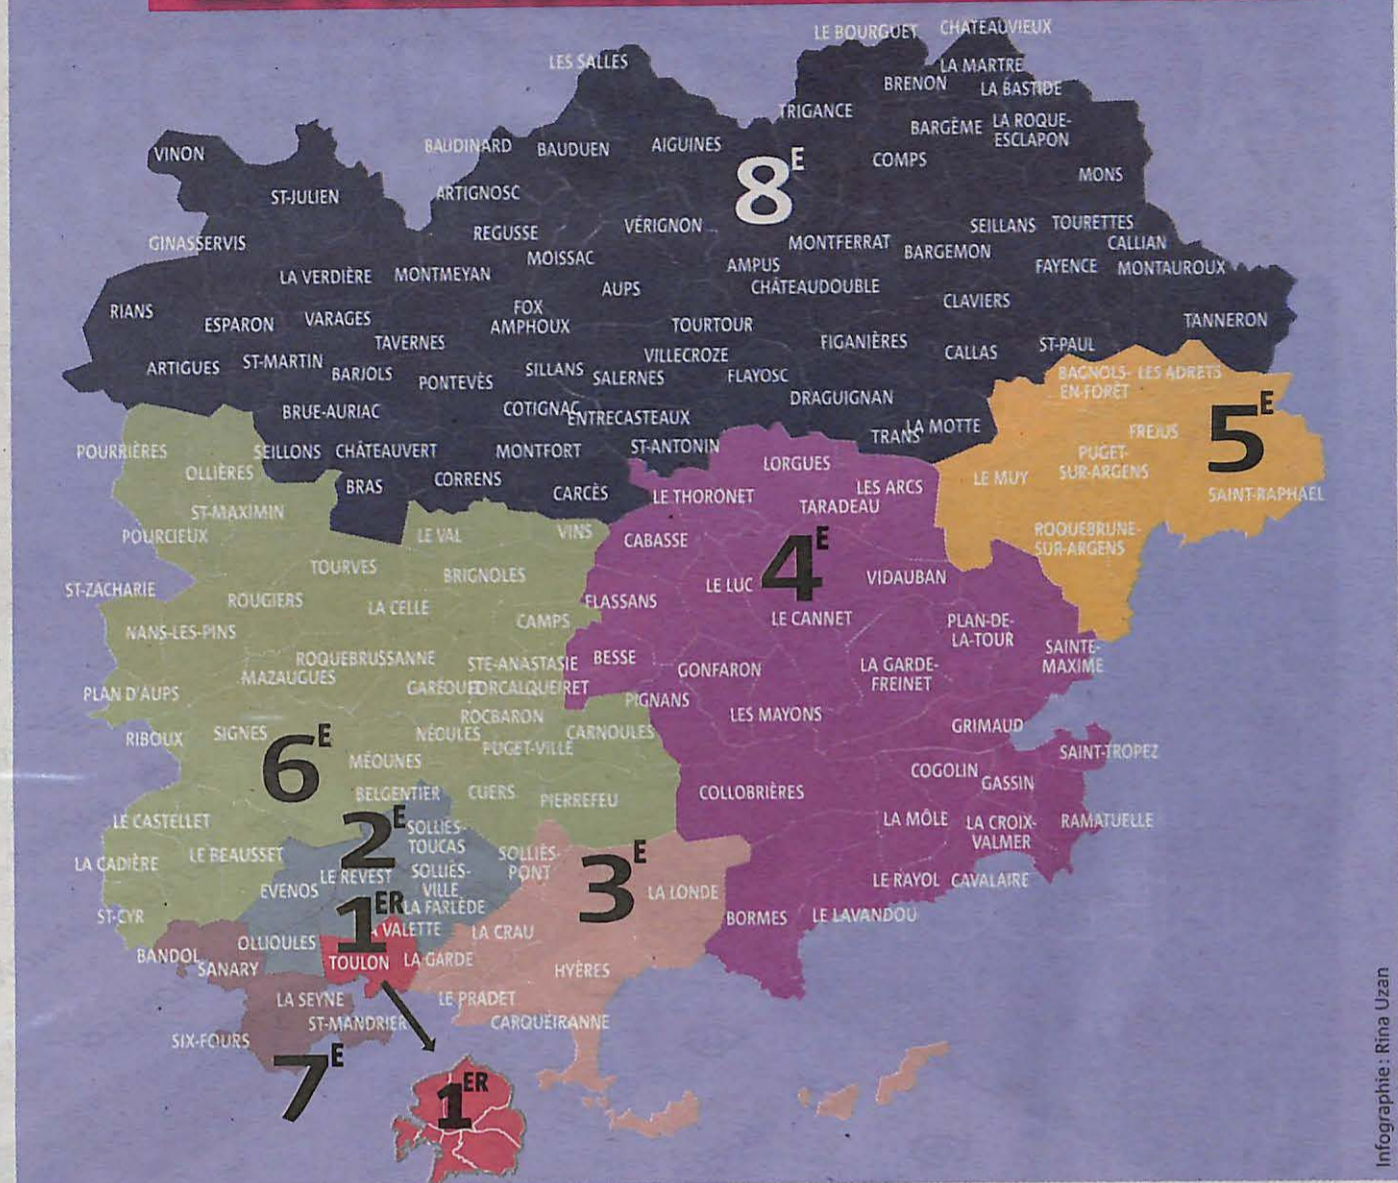 LE BOURGUET
CHATEAUVIEUX
LES SALLES
LA MARTRE
BRENON
LA BASTIDE
TRIGANCE
BARGÈME
LA ROQUE-
ESCLAPON
VINON
BAUDINARD
BAUDUEN
AIGUINES
8E
COMPS
MONS
ST-JULIEN
ARTIGNOSC
VÉRIGNON
SEILLANS
TOURETTES
REGUSSE
GINASSERVIS
MONTFERRAT
BARGEMON
CALLIAN
MOISSAC
AMPUS
FAYENCE
MONTAUROUX
LA VERDIÈRE
MONTMEYAN
AUPS
CHÂTEAUDOUBLE
CLAVIERS
RIANS
FOX
AMPHOUX
ESPARON
VARAGES
TOURTOUR
TANNERON
TAVERNES
FIGANIÈRES
CALLAS
ST-PAUL
ARTIGUES
ST-MARTIN
BARJOLS
PONTEVÈS
SILLANS
VILLECROZE
SALERNES
FLAYOSC
BAGNOLS-
EN-FORÊT
LES ADRETS
BRUE-AURIAC
COTIGNAC
ENTRECASTEAUX
DRAGUIGNAN
5E
LA MOTTE
TRANS
FREJUS
POURRIÈRES
SEILLONS
CHÂTEAUVERT
MONTFORT
ST-ANTONIN
PUGET-
SUR-ARGENS
OLLIÈRES
LORGUES
LE MUY
BRAS
CORRENS
CARCÈS
LE THORONET
LES ARCS
TARADEAU
SAINT-RAPHAËL
ST-MAXIMIN
POURCIEUX
LE VAL
VINS
CABASSE
4E
ROQUEBRUNE-
SUR-ARGENS
TOURVES
BRIGNOLES
LE LUC
VIDAUBAN
ST-ZACHARIE
ROUGIERS
LA CELLE
FLASSANS
CAMPS
LE CANNET
PLAN-DE-
LA-TOUR
NANS-LES-PINS
ROQUEBRUSSANNE
STE-ANASTASIE
BESSE
SAINTE-
MAXIME
MAZAUGUES
GONFARON
LA GARDE-
FREINET
PLAN D'AUPS
FORCALQUEIRET
PIGNANS
ROCBARON
LES MAYONS
GRIMAUD
RIBOUX
SIGNES
NÉOULES
CARNOULES
PUGET-VILLE
SAINT-TROPEZ
6E
MÉOUNES
COGOLIN
GASSIN
BELGENTIER
CUERS
PIERREFEU
COLLOBRIÈRES
LE CASTELLET
2E
SOLLIÈS-
TOUCAS
LA MÔLE
LA CROIX-
VALMER
RAMATUELLE
LA CADIÈRE
LE BEAUSSET
SOLLIÈS-
PONT
3E
LE REVEST
SOLLIÈS-
VILLE
EVENOS
LA LONDE
LE RAYOL
CAVALAIRE
1ER
LA FARLÈDE
ST-CYR
BORMES
LE LAVANDOU
A VALETTE
LA CRAU
OLLIOULES
BANDOL
SANARY
TOULON
LA GARDE
HYÈRES
LA SEYNE
LE PRADET
ST-MANDRIER
CARQUEIRANNE
SIX-FOURS
7E
1ER
Infographie : Rina Uzan